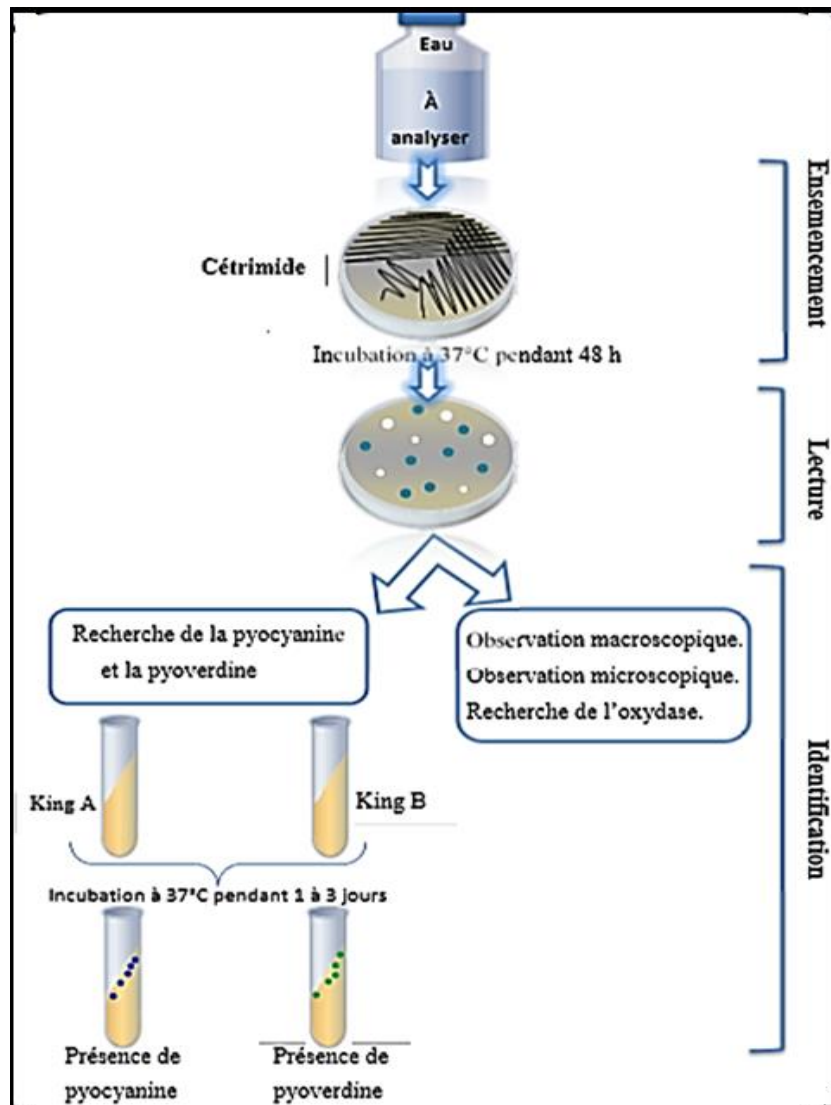 Eau
À
analyser
Ensemencement
Cétrimide
Incubation à 37°C pendant 48 h
Lecture
Recherche de la pyocyanine
et la pyoverdine
Observation macroscopique.
Observation microscopique.
Recherche de l'oxydase.
Identification
King A
King B
Incubation à 37°C pendant 1 à 3 jours
Présence de
pyocyanine
Présence de
pyoverdine